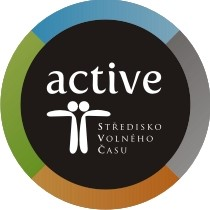 active
STŘEDISKO
VOLNÉHO
ČASU